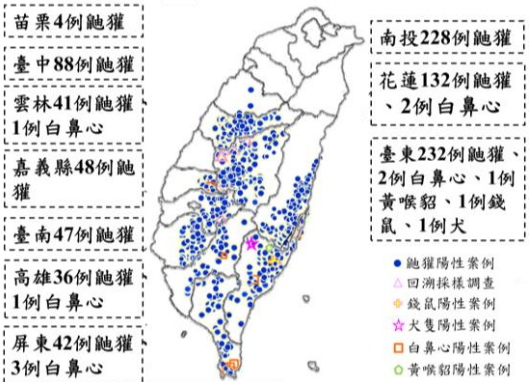 苗栗4例鼬獾
臺中88例鼬獾
雲林41例鼬獾
1例白鼻心
嘉義縣48例鼬
獾
臺南47例鼬獾
高雄36例鼬獾
1例白鼻心
屏東42例鼬獾
3例白鼻心
南投228例鼬獾
花蓮132例鼬獾
、2例白鼻心
臺東232例鼬獾、
2例白鼻心、1例
黃喉貂、1例錢
鼠、1例犬
鼬獾陽性案例
回溯採樣調查
錢鼠陽性案例
犬隻陽性案例
白鼻心陽性案例
黃喉貂陽性案例